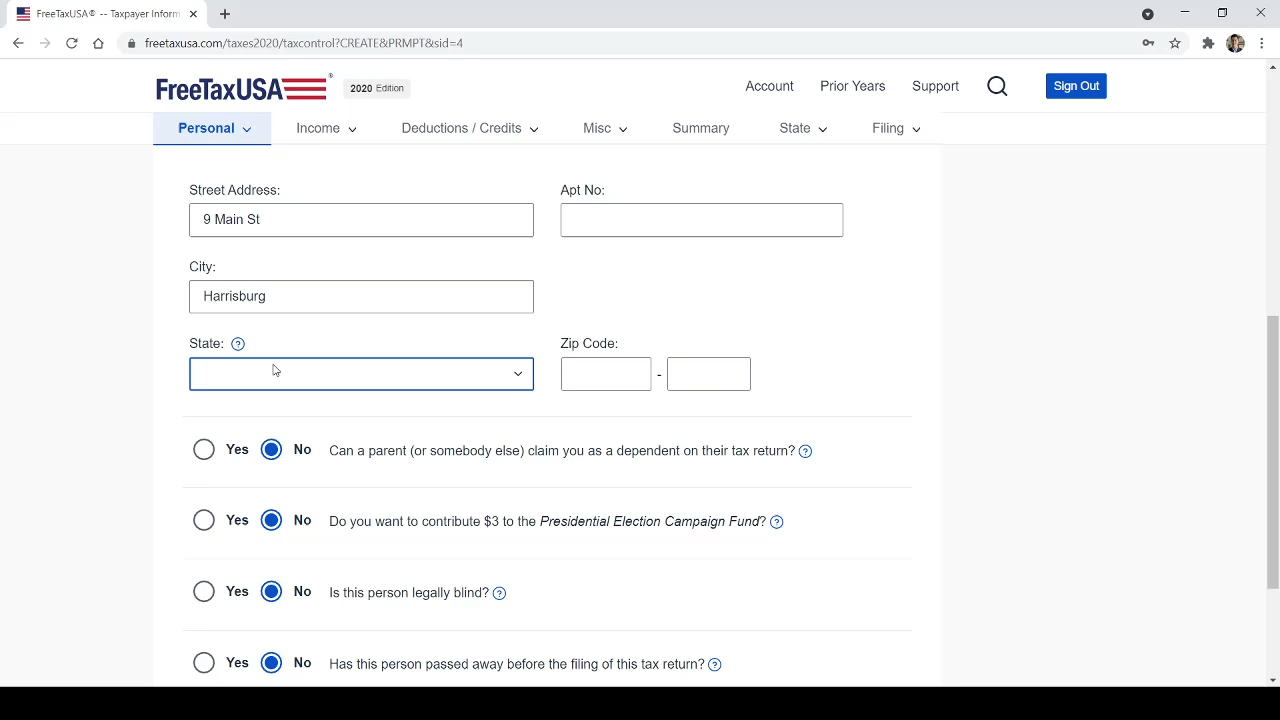 FreeTaxUSA® -- Taxpayer Inform
freetaxusa.com/taxes2020/taxcontrol?CREATE&PRMPT&sid=4
FreeTaxUSA ® 2020 Edition Account Prior Years Support Sign Out
Personal Income Deductions / Credits Misc Summary State Filing
Street Address: Apt No:
9 Main St
City:
Harrisburg
State: ? Zip Code:
-
Yes No Can a parent (or somebody else) claim you as a dependent on their tax return? ?
Yes No Do you want to contribute $3 to the Presidential Election Campaign Fund? ?
Yes No Is this person legally blind? ?
Yes No Has this person passed away before the filing of this tax return? ?